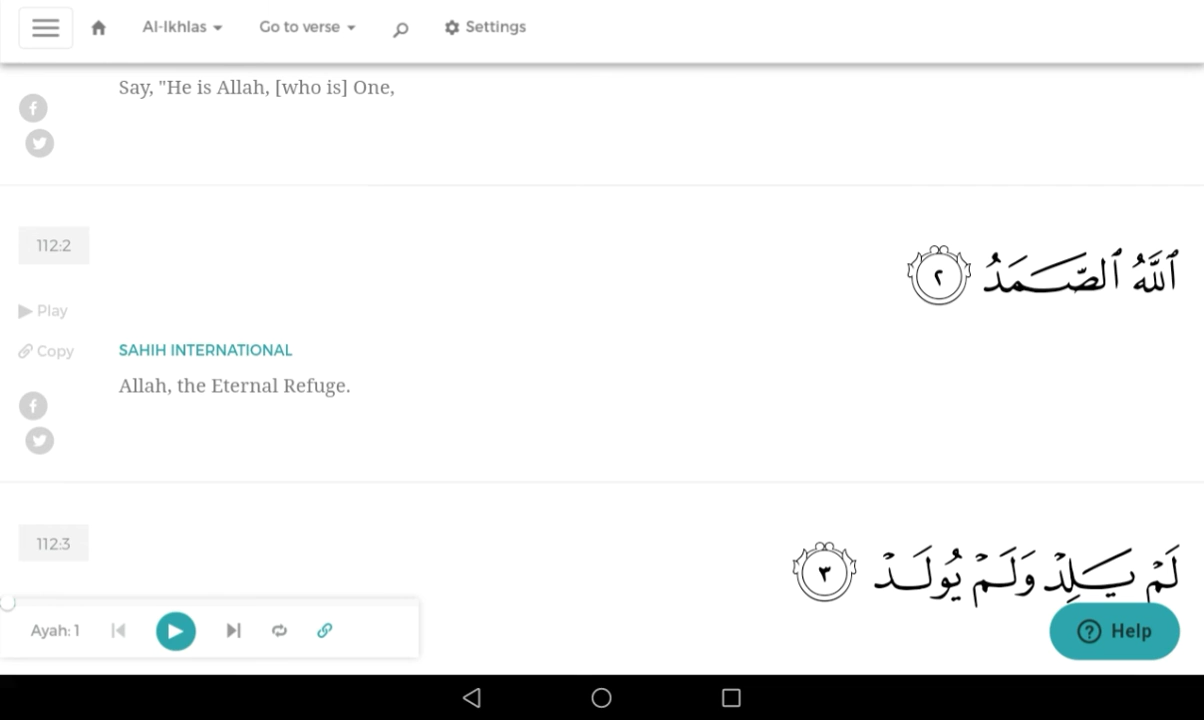 Al-Ikhlas Go to verse Settings
Say, "He is Allah, [who is] One,
112:2
ٱللَّهُ ٱلصَّمَدُ ٢
Play
Copy
SAHIH INTERNATIONAL
Allah, the Eternal Refuge.
112:3
لَمْ يَلِدْ وَلَمْ يُولَدْ ٣
Ayah: 1
Help